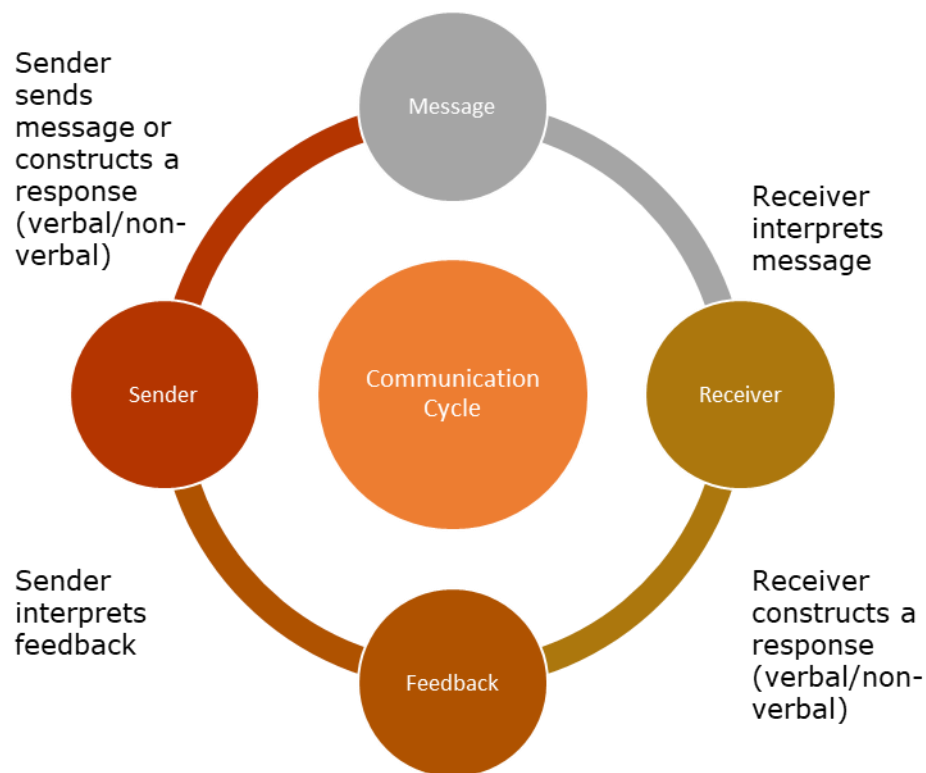 Sender
sends
message or
constructs a
response
(verbal/non-
verbal)
Message
Receiver
interprets
message
Sender
Communication
Cycle
Receiver
Sender
interprets
feedback
Feedback
Receiver
constructs a
response
(verbal/non-
verbal)